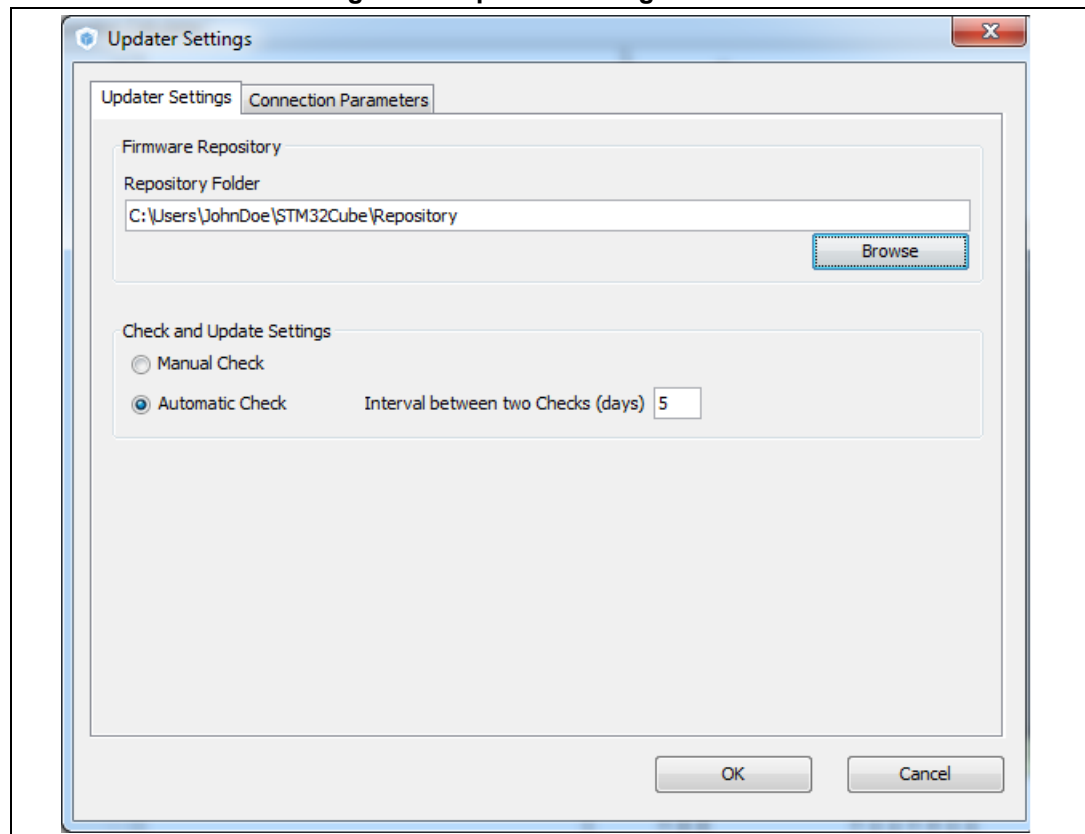 Updater Settings
Updater Settings Connection Parameters
Firmware Repository
Repository Folder
C:\Users\JohnDoe\STM32Cube\Repository
Browse
Check and Update Settings
Manual Check
Automatic Check Interval between two Checks (days) 5
OK Cancel